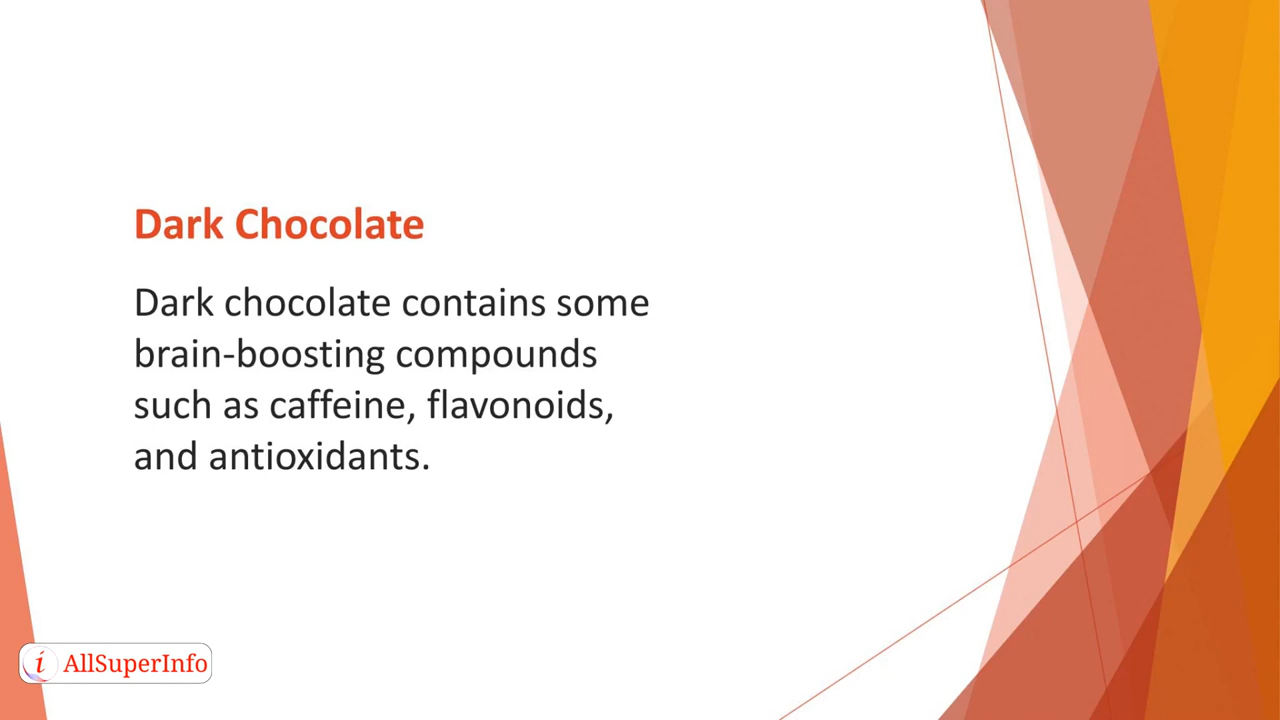 Dark Chocolate
Dark chocolate contains some
brain-boosting compounds
such as caffeine, flavonoids,
and antioxidants.
i AllSuperInfo